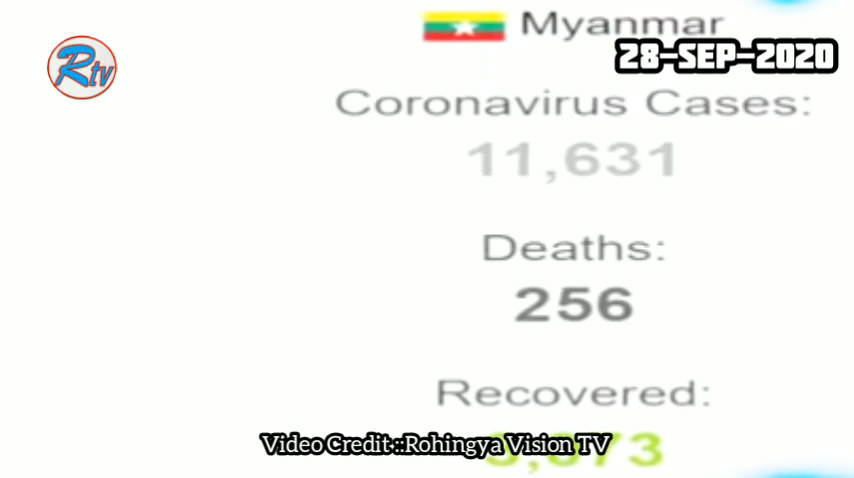 Myanmar
28-SEP-2020
Rtv
Coronavirus Cases:
11,631
Deaths:
256
Recovered:
Video Credit::Rohingya Vision TV